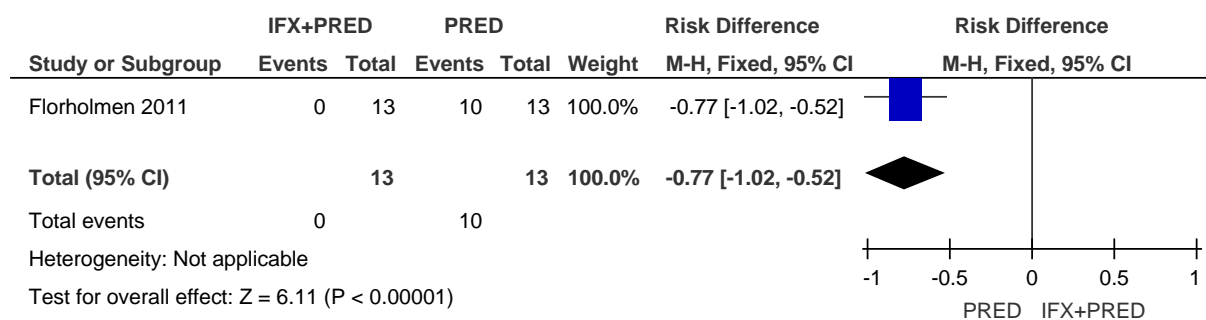 IFX+PRED PRED Risk Difference Risk Difference
Study or Subgroup Events Total Events Total Weight M-H, Fixed, 95% CI M-H, Fixed, 95% CI
Florholmen 2011 0 13 10 13 100.0% -0.77 [-1.02, -0.52]
Total (95% CI) 13 13 100.0% -0.77 [-1.02, -0.52]
Total events 0 10
Heterogeneity: Not applicable
Test for overall effect: Z = 6.11 (P < 0.00001)
-1 -0.5 0 0.5 1
PRED IFX+PRED